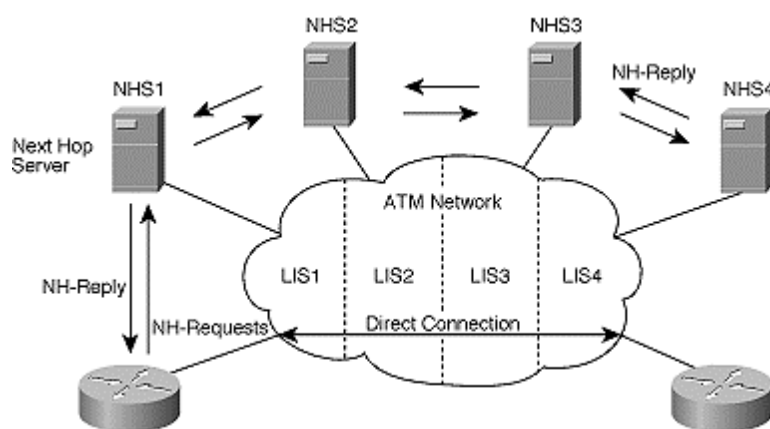 NHS2
NHS3
NHS1
NH-Reply
NHS4
Next Hop
Server
ATM Network
LIS1
LIS2
LIS3
LIS4
NH-Reply
NH-Requests
Direct Connection